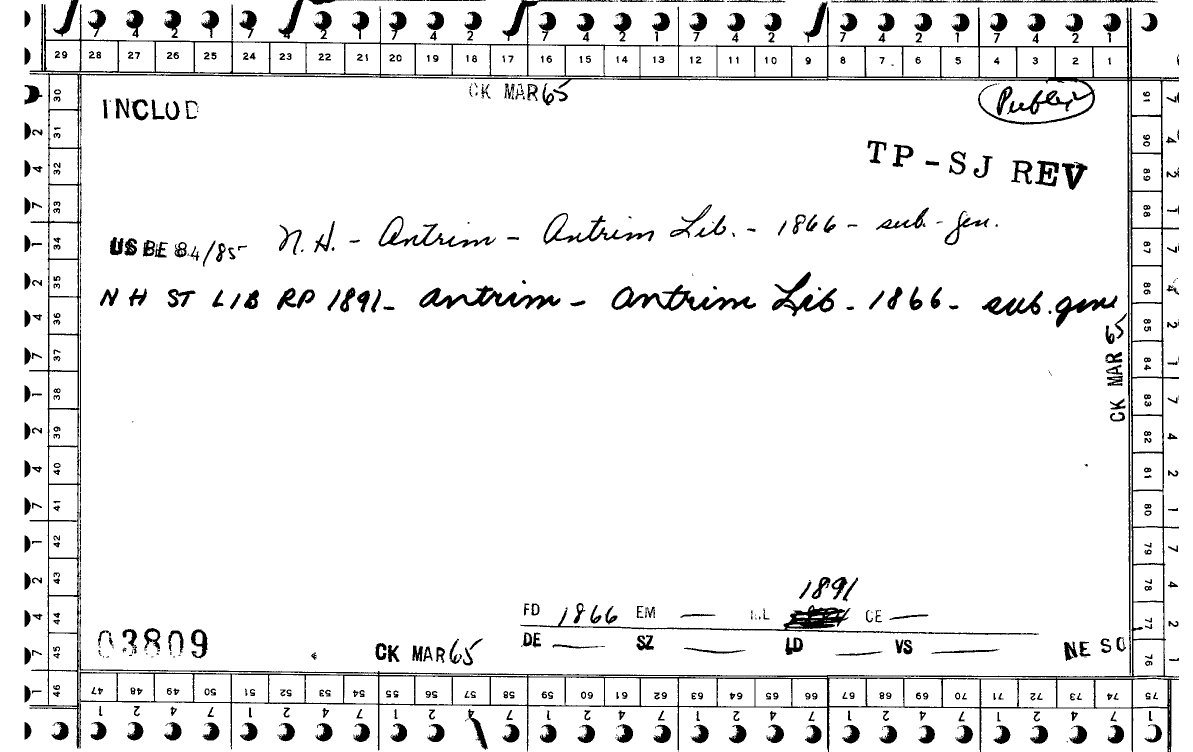 7 4 2 1 7 4 2 1 7 4 2 1 7 4 2 1 7 4 2 1 7 4 2 1 7 4 2 1
29 28 27 26 25 24 23 22 21 20 19 18 17 16 15 14 13 12 11 10 9 8 7 6 5 4 3 2 1
CK MAR 65
Public
INCLOD
TP-SJ REV
US BE 84/85 N.H. - Antrim - Antrim Lib. - 1866 - sub-gen.
N H ST LIB RP 1891 - Antrim - Antrim Lib - 1866 - sub. gen
CK MAR 65
1891
FD 1866 EM — CE —
DE — SZ — LD — VS —
03809
CK MAR 65
NE SO
30 31 32 33 34 35 36 37 38 39 40 41 42 43 44 45 46
91 90 89 88 87 86 85 84 83 82 81 80 79 78 77 76
47 48 49 50 51 52 53 54 55 56 57 58 59 60 61 62 63 64 65 66 67 68 69 70 71 72 73 74 75
1 2 4 7 1 2 4 7 1 2 4 7 1 2 4 7 1 2 4 7 1 2 4 7 1 2 4 7 1